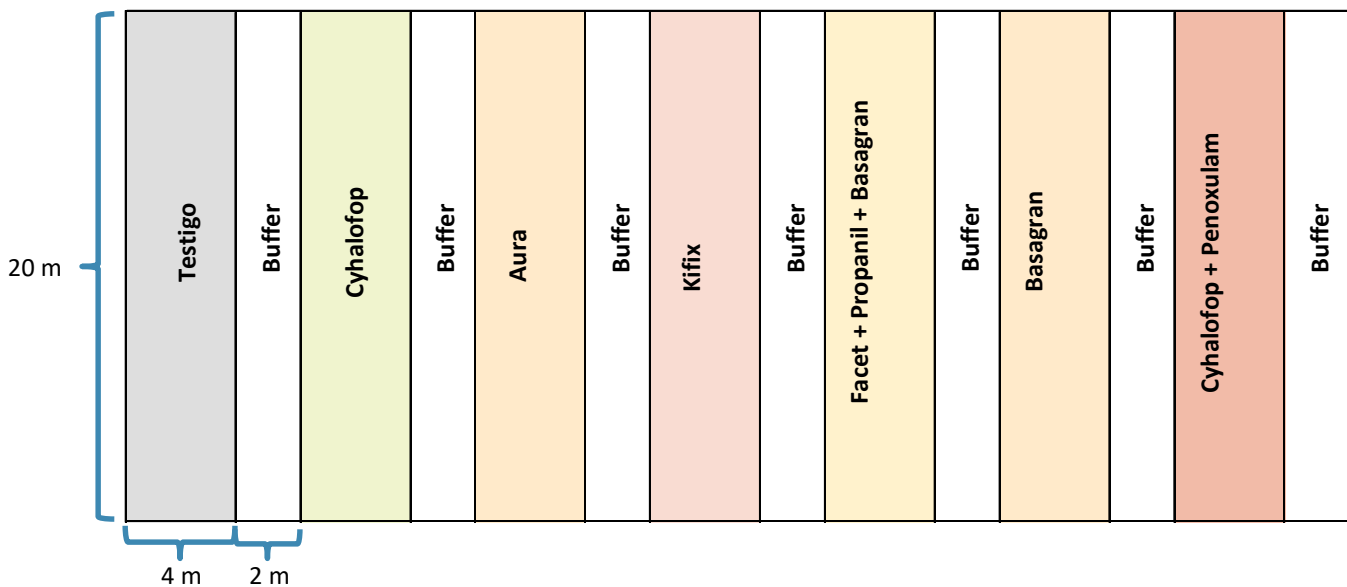 20 m
Testigo
Buffer
Cyhalofop
Buffer
Aura
Buffer
Kifix
Buffer
Facet + Propanil + Basagran
Buffer
Basagran
Buffer
Cyhalofop + Penoxulam
Buffer
4 m
2 m